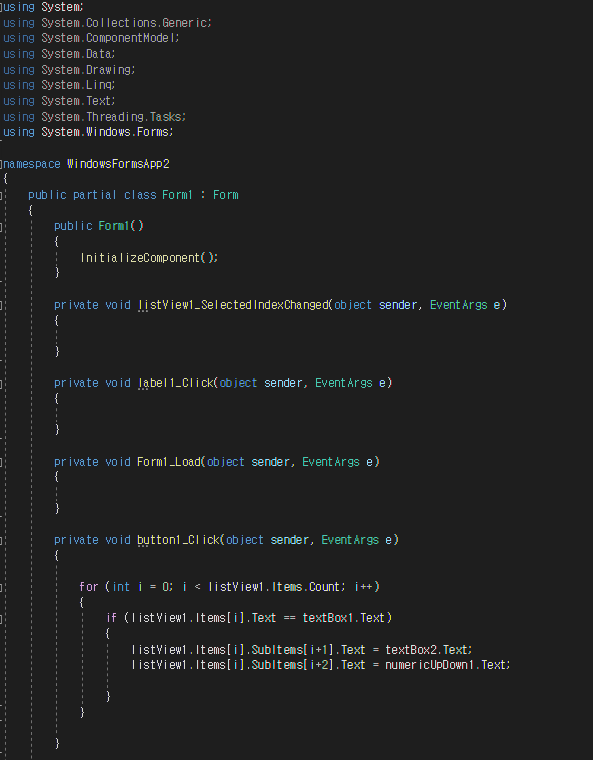 using System;
using System.Collections.Generic;
using System.ComponentModel;
using System.Data;
using System.Drawing;
using System.Linq;
using System.Text;
using System.Threading.Tasks;
using System.Windows.Forms;
namespace WindowsFormsApp2
{
public partial class Form1 : Form
{
public Form1()
{
InitializeComponent();
}
private void listView1_SelectedIndexChanged(object sender, EventArgs e)
{
}
private void label1_Click(object sender, EventArgs e)
{
}
private void Form1_Load(object sender, EventArgs e)
{
}
private void button1_Click(object sender, EventArgs e)
{
for (int i = 0; i < listView1.Items.Count; i++)
{
if (listView1.Items[i].Text == textBox1.Text)
{
listView1.Items[i].SubItems[i+1].Text = textBox2.Text;
listView1.Items[i].SubItems[i+2].Text = numericUpDown1.Text;
}
}
}